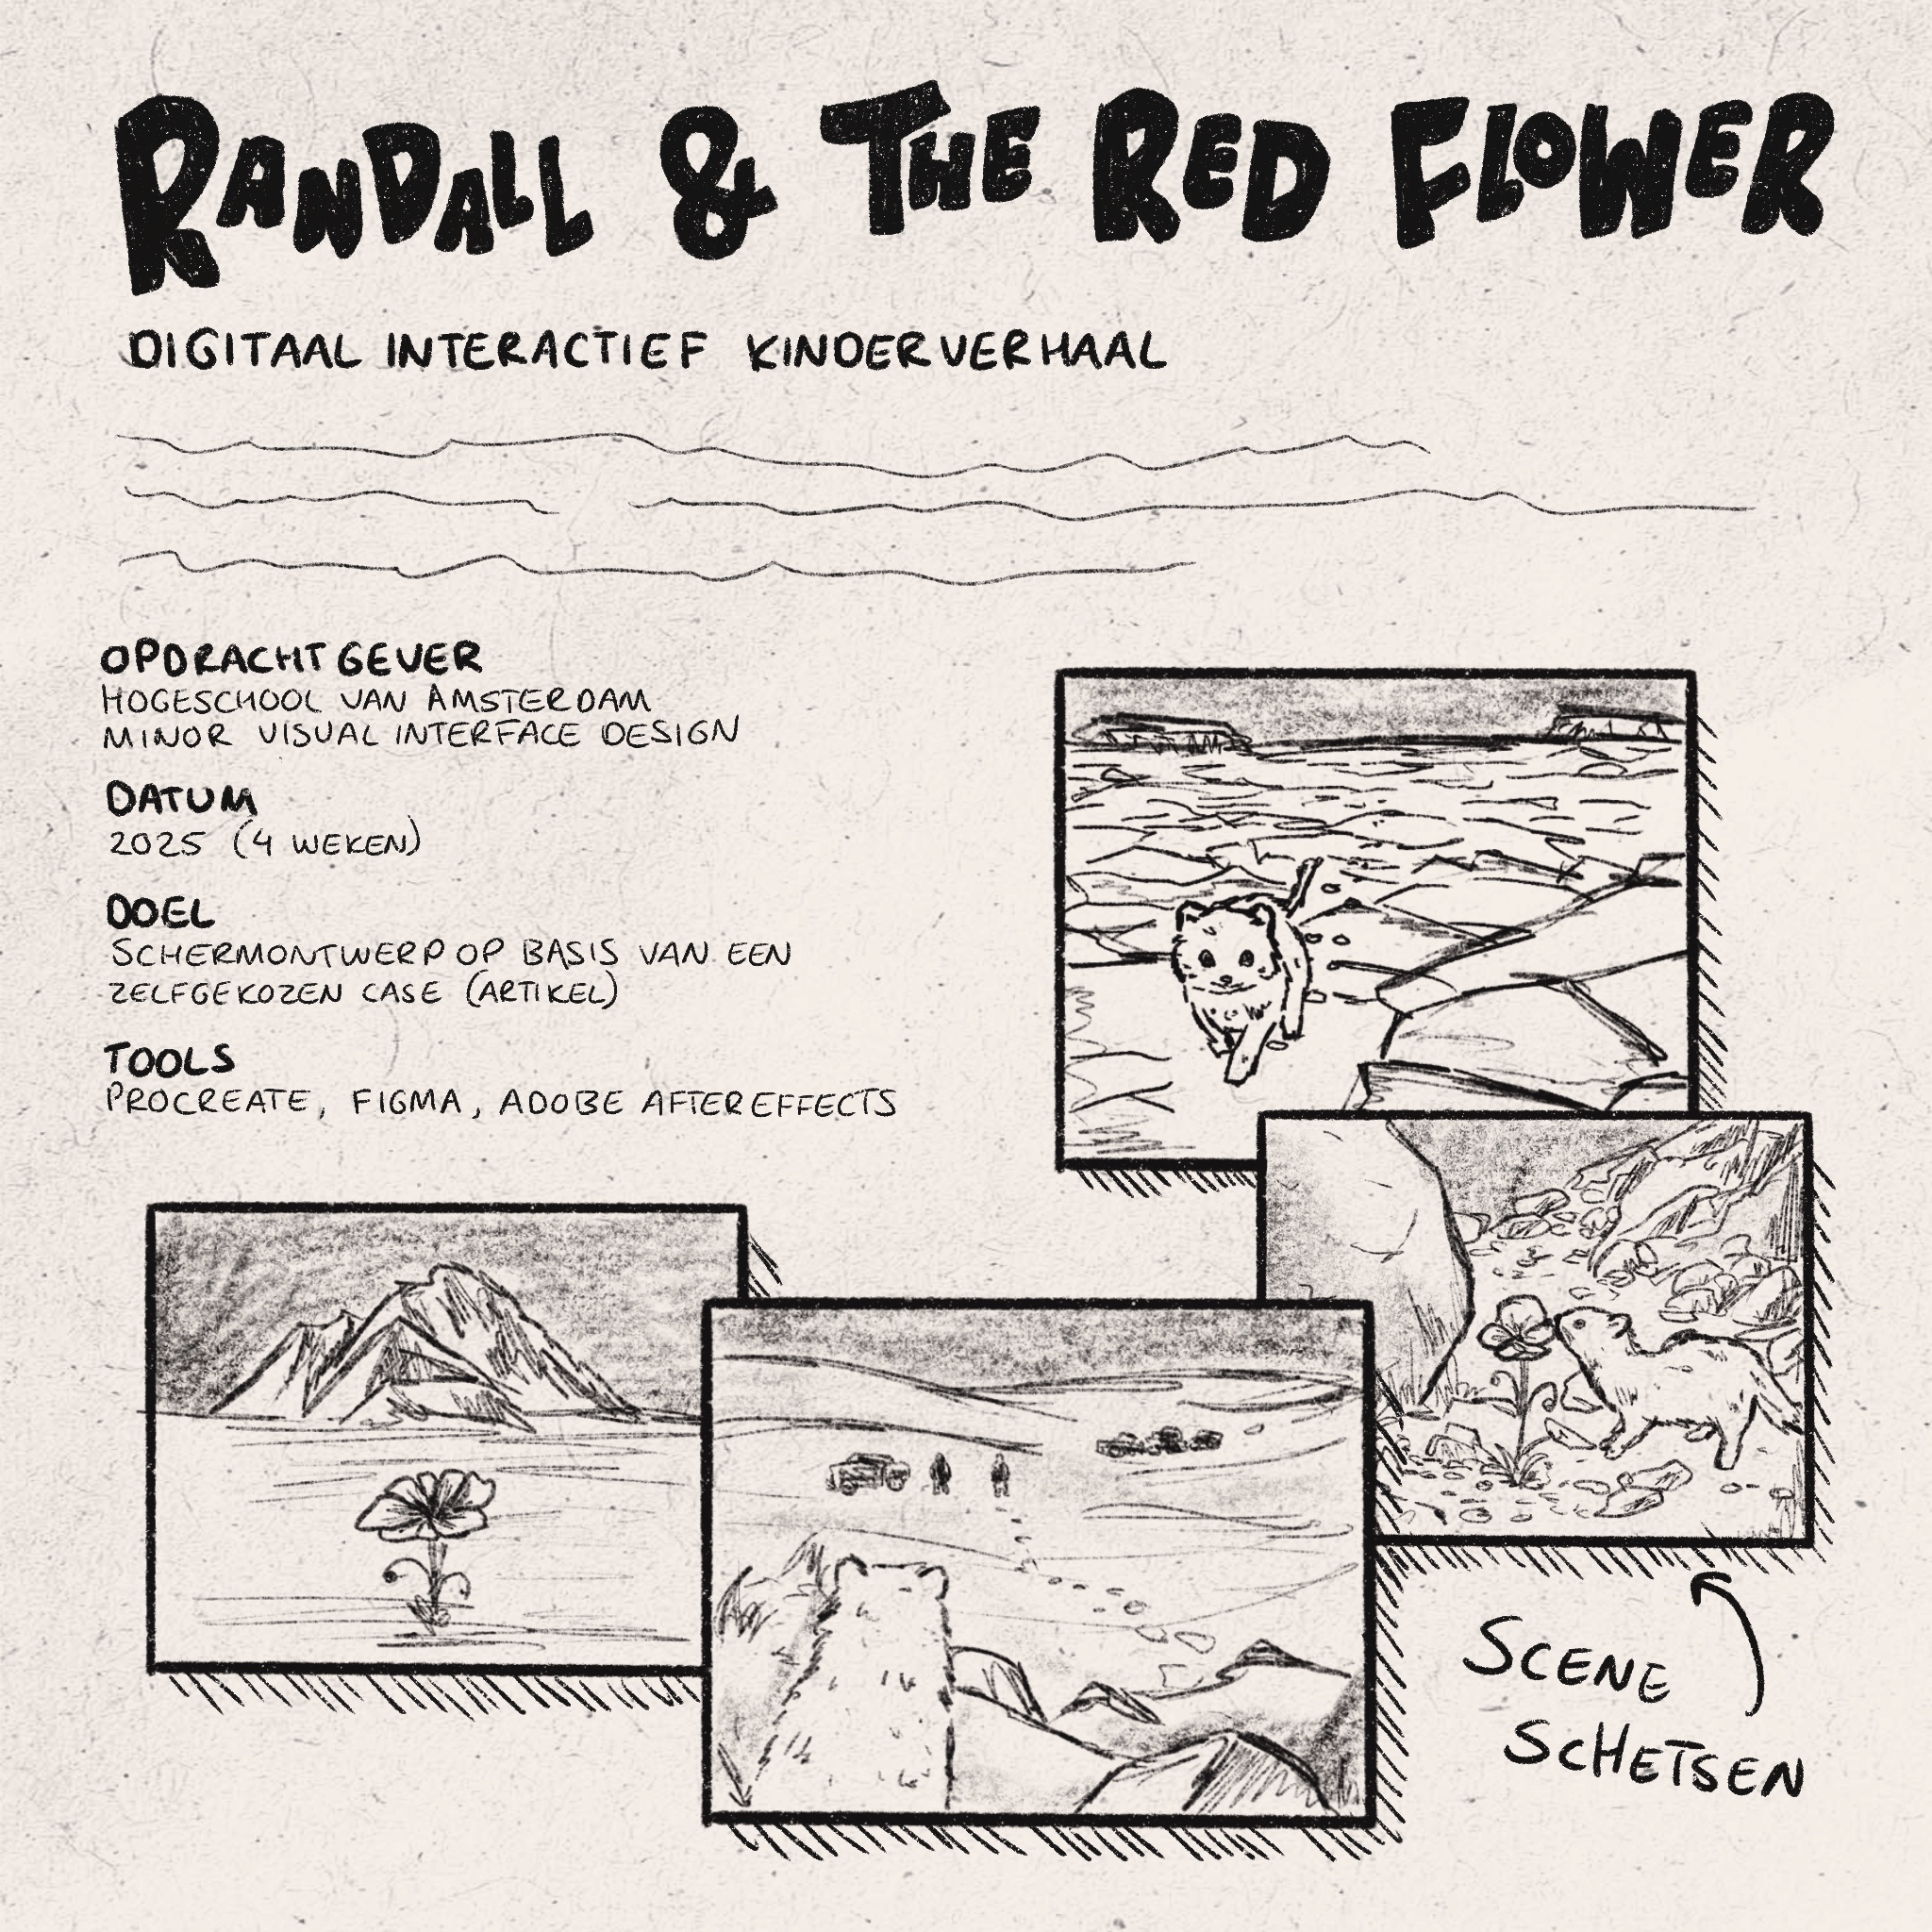 RANDALL & THE RED FLOWER
DIGITAAL INTERACTIEF KINDERVERHAAL
OPDRACHTGEVER
HOGESCHOOL VAN AMSTERDAM
MINOR VISUAL INTERFACE DESIGN
DATUM
2025 (4 WEKEN)
DOEL
SCHERMONTWERP OP BASIS VAN EEN
ZELFGEKOZEN CASE (ARTIKEL)
TOOLS
PROCREATE, FIGMA, ADOBE AFTEREFFECTS
SCENE
SCHETSEN